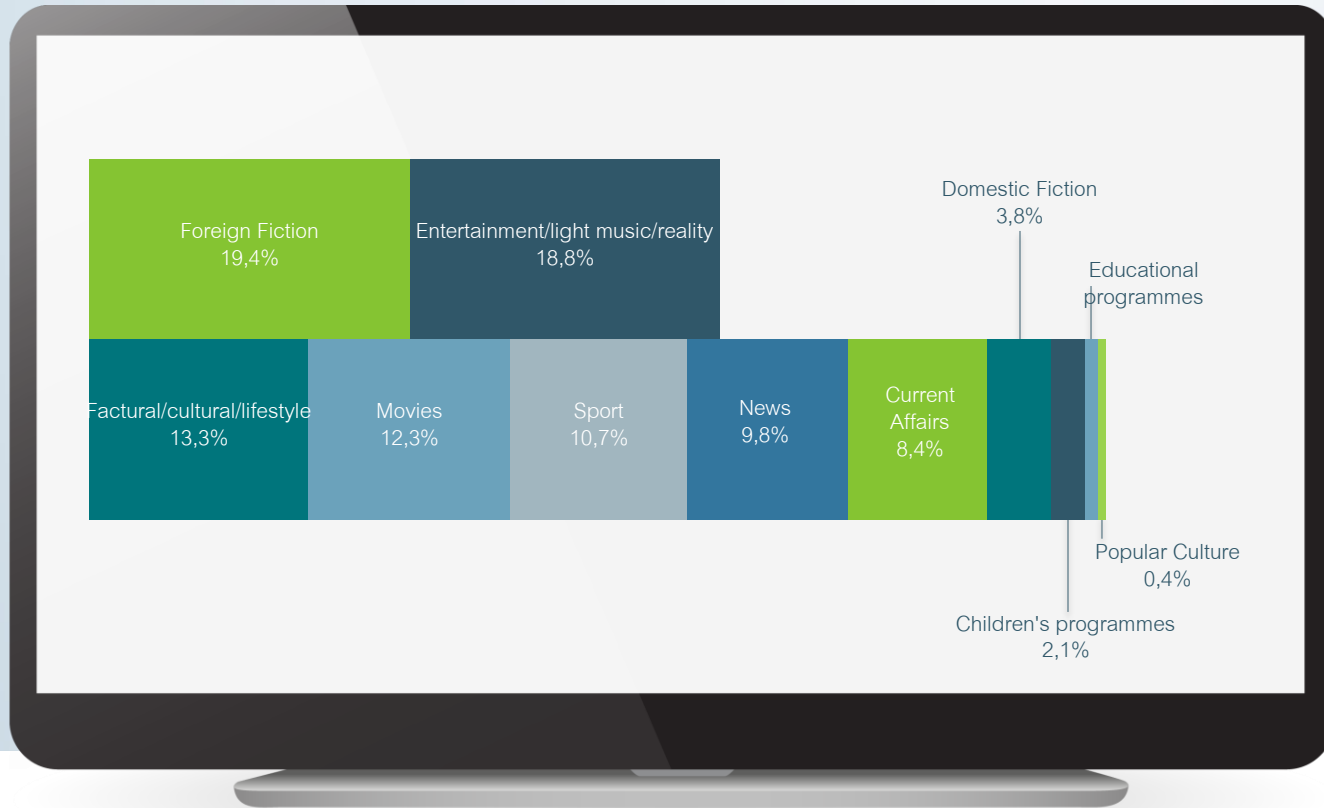 Foreign Fiction
19,4%
Entertainment/light music/reality
18,8%
Domestic Fiction
3,8%
Educational
programmes
Factural/cultural/lifestyle
13,3%
Movies
12,3%
Sport
10,7%
News
9,8%
Current
Affairs
8,4%
Popular Culture
0,4%
Children's programmes
2,1%